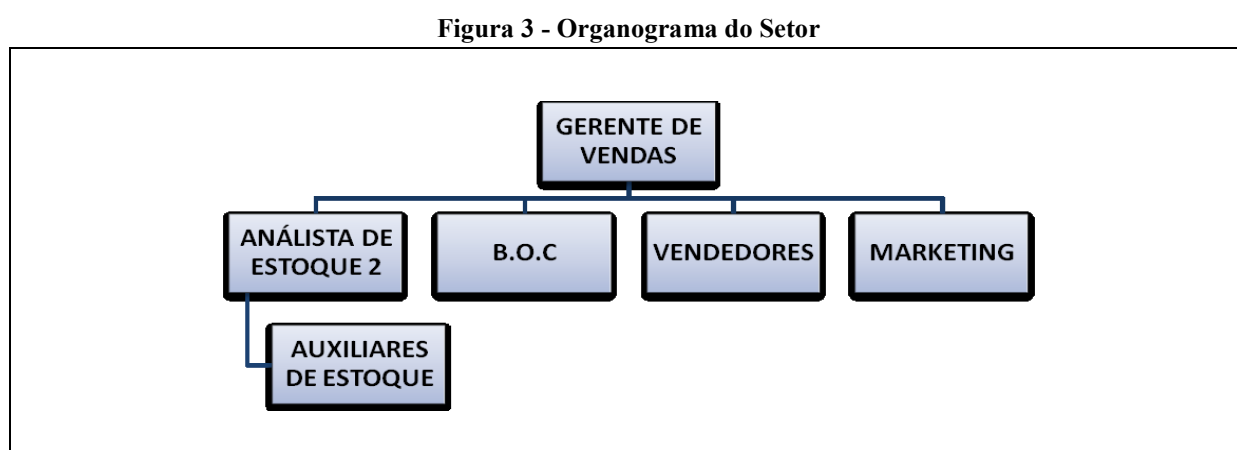 Figura 3 - Organograma do Setor
GERENTE DE
VENDAS
ANÁLISTA DE
ESTOQUE 2
B.O.C
VENDEDORES
MARKETING
AUXILIARES
DE ESTOQUE